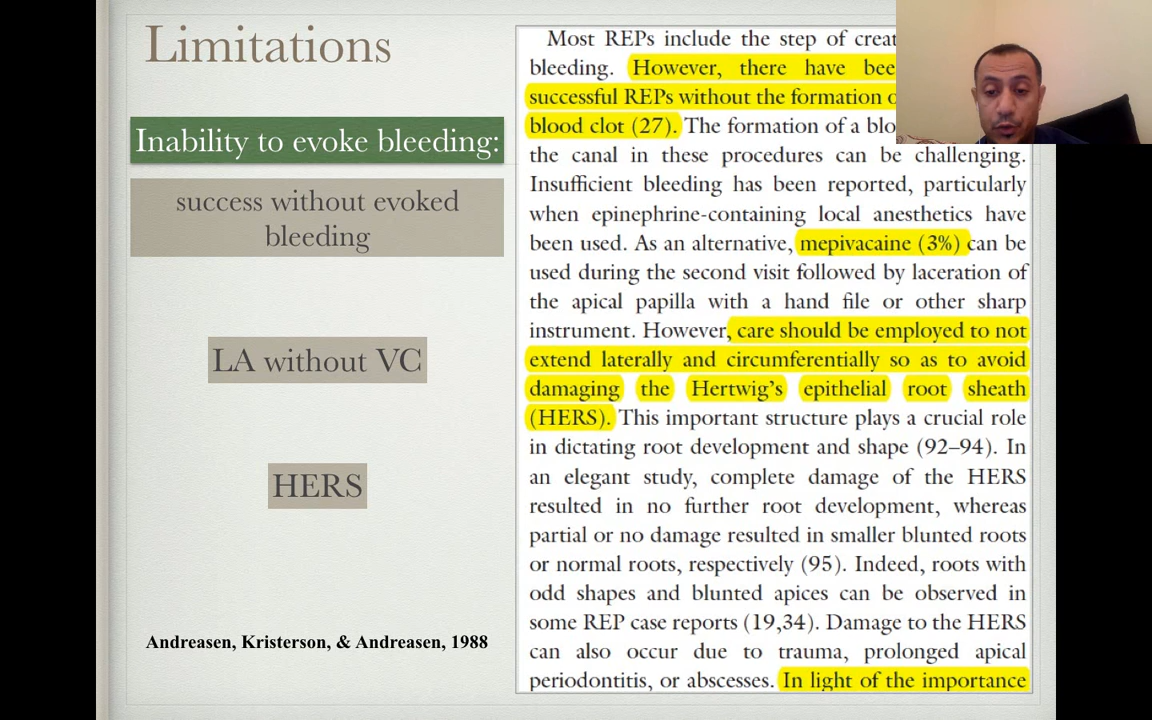 Limitations
Inability to evoke bleeding:
success without evoked
bleeding
LA without VC
HERS
Andreasen, Kristerson, & Andreasen, 1988
Most REPs include the step of
bleeding. However, there have
successful REPs without the formation
blood clot (27). The formation of a
the canal in these procedures can be challenging.
Insufficient bleeding has been reported, particularly
when epinephrine-containing local anesthetics have
been used. As an alternative, mepivacaine (3%) can be
used during the second visit followed by laceration of
the apical papilla with a hand file or other sharp
instrument. However, care should be employed to not
extend laterally and circumferentially so as to avoid
damaging the Hertwig's epithelial root sheath
(HERS). This important structure plays a crucial role
in dictating root development and shape (92–94). In
an elegant study, complete damage of the HERS
resulted in no further root development, whereas
partial or no damage resulted in smaller blunted roots
or normal roots, respectively (95). Indeed, roots with
odd shapes and blunted apices can be observed in
some REP case reports (19,34). Damage to the HERS
can also occur due to trauma, prolonged apical
periodontitis, or abscesses. In light of the importance